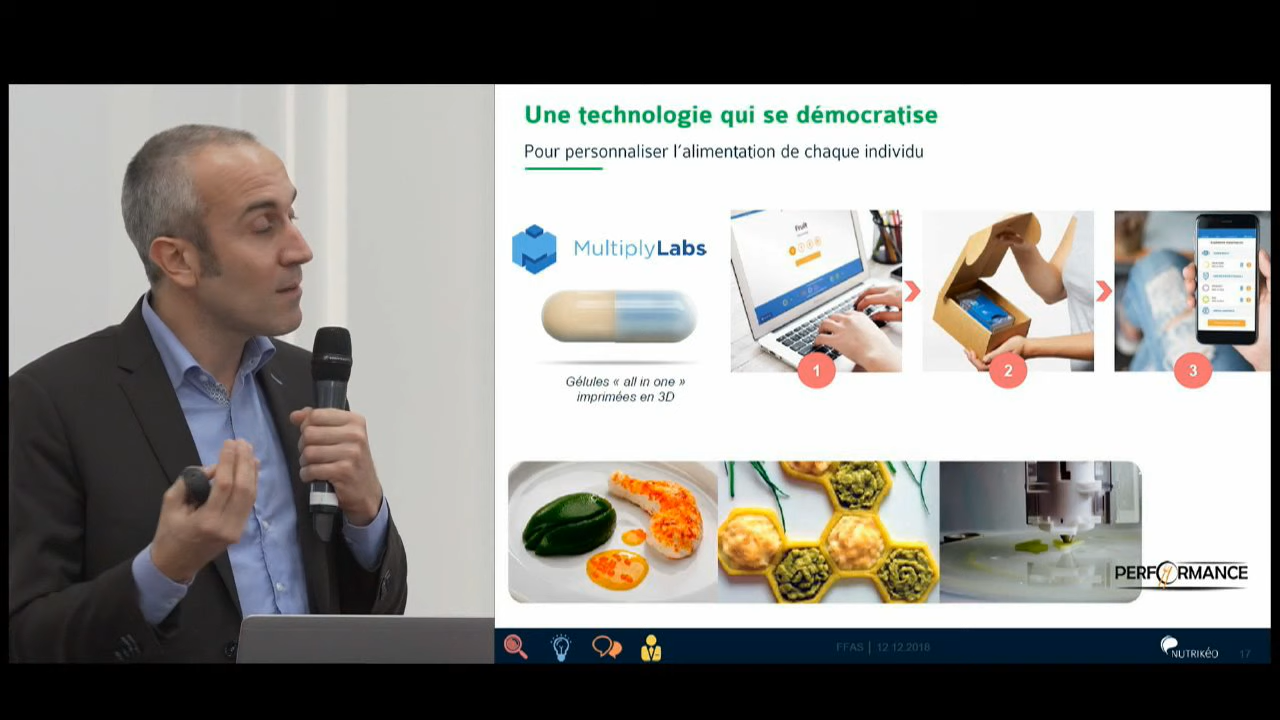 Une technologie qui se démocratise
Pour personnaliser l'alimentation de chaque individu
MultiplyLabs
Fruit
Gélules « all in one »
imprimées en 3D
1
2
3
PERFORMANCE
FFAS | 12.12.2018
NUTRIKÉO
17